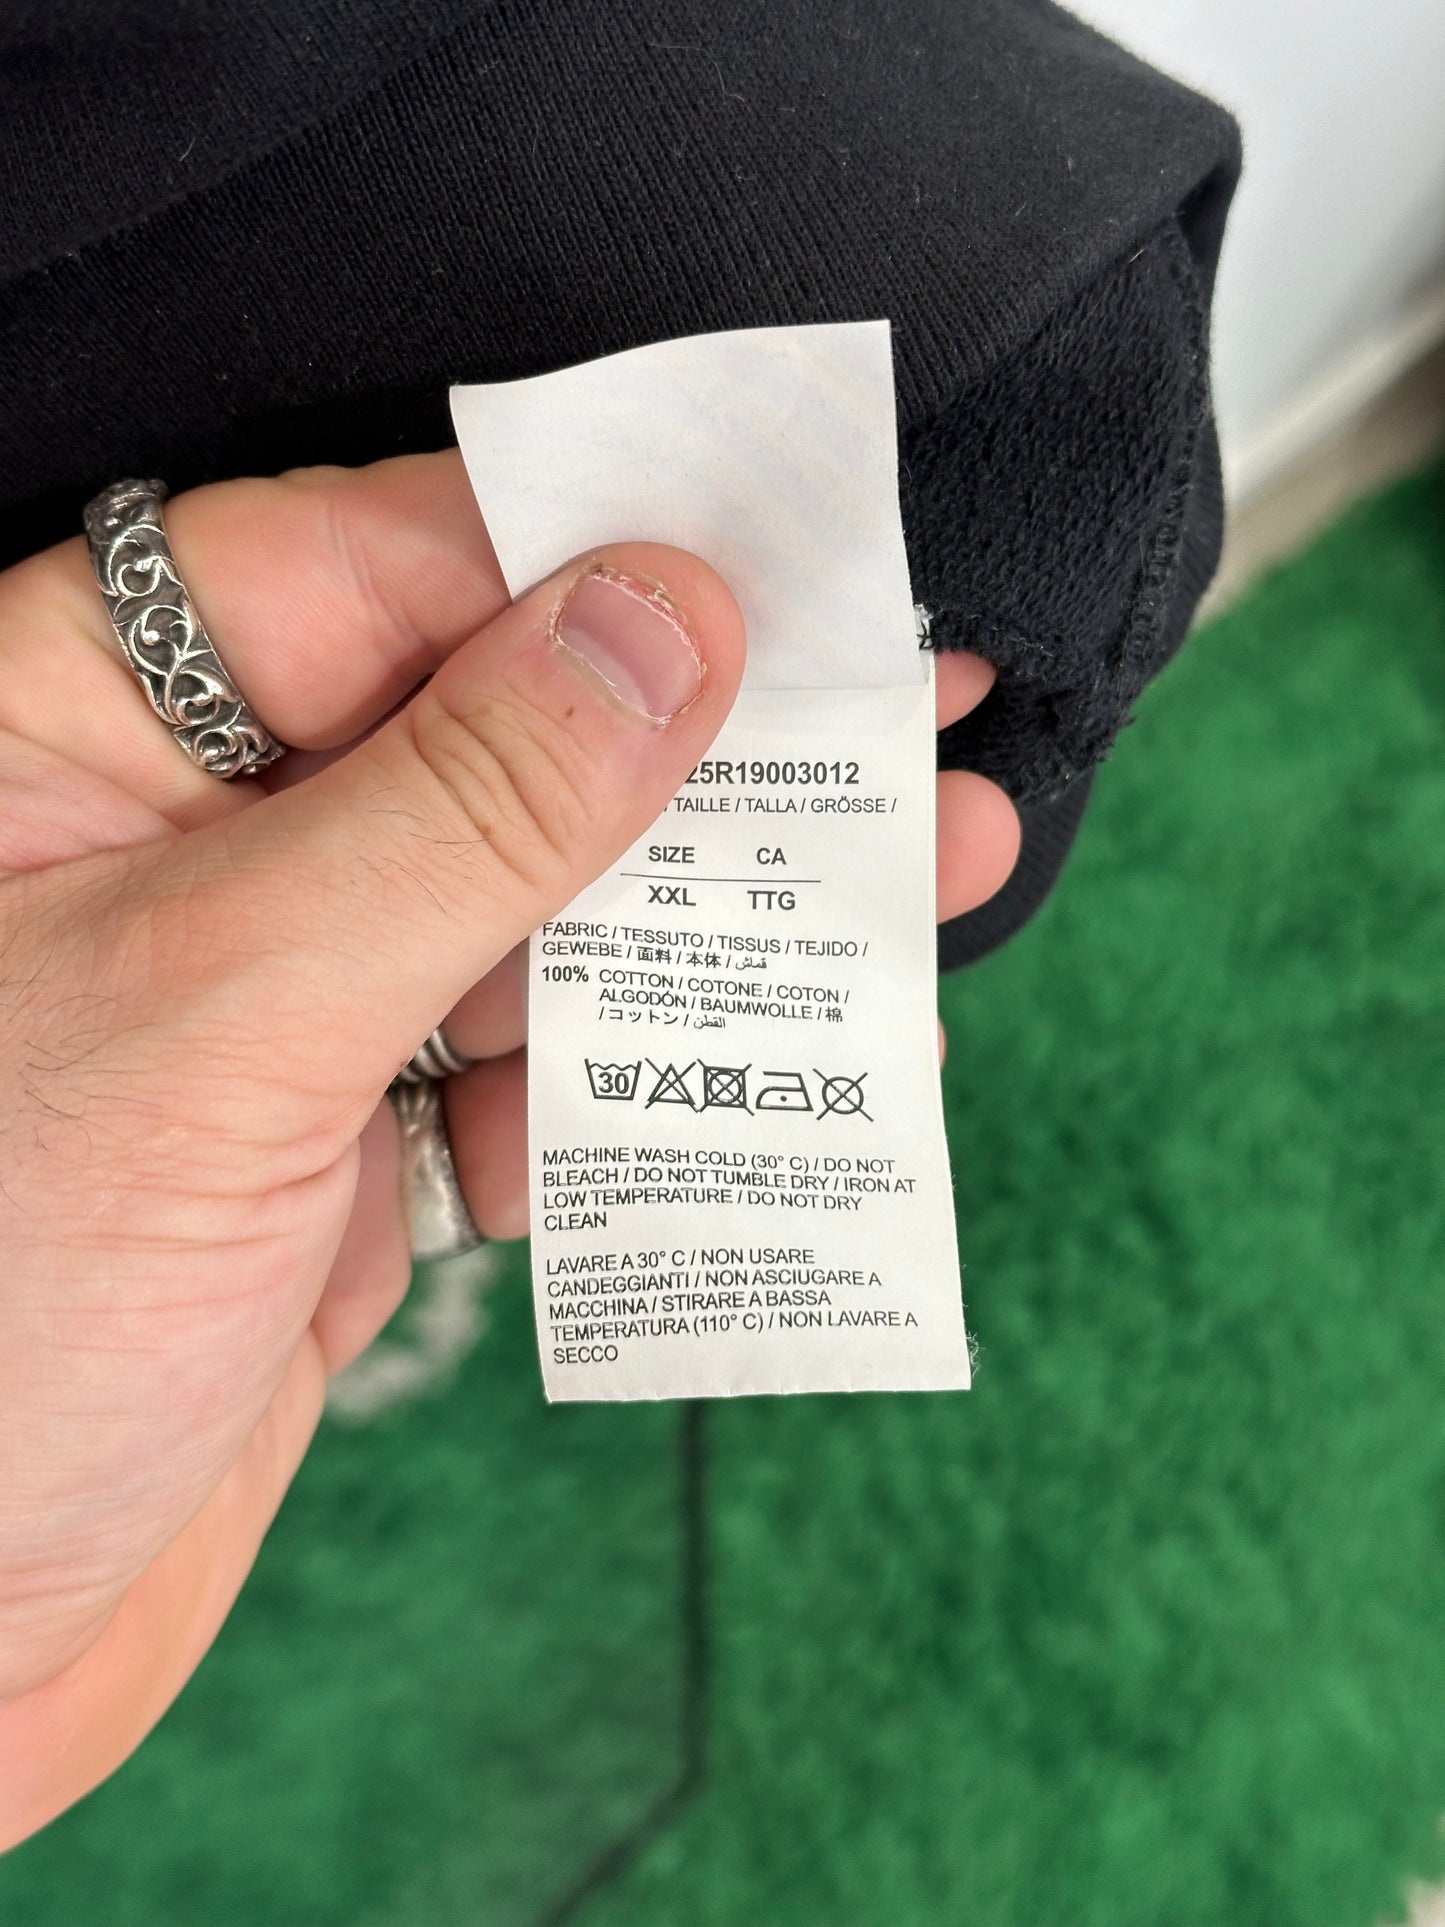 25R19003012
/ TAILLE / TALLA / GRÖSSE /
SIZE CA
XXL TTG
FABRIC / TESSUTO / TISSUS / TEJIDO /
GEWEBE / 面料 / 本体 / قماش
100% COTTON / COTONE / COTON /
ALGODÓN / BAUMWOLLE / 棉
/ コットン / القطن
30
MACHINE WASH COLD (30° C) / DO NOT
BLEACH / DO NOT TUMBLE DRY / IRON AT
LOW TEMPERATURE / DO NOT DRY
CLEAN
LAVARE A 30° C / NON USARE
CANDEGGIANTI / NON ASCIUGARE A
MACCHINA / STIRARE A BASSA
TEMPERATURA (110° C) / NON LAVARE A
SECCO